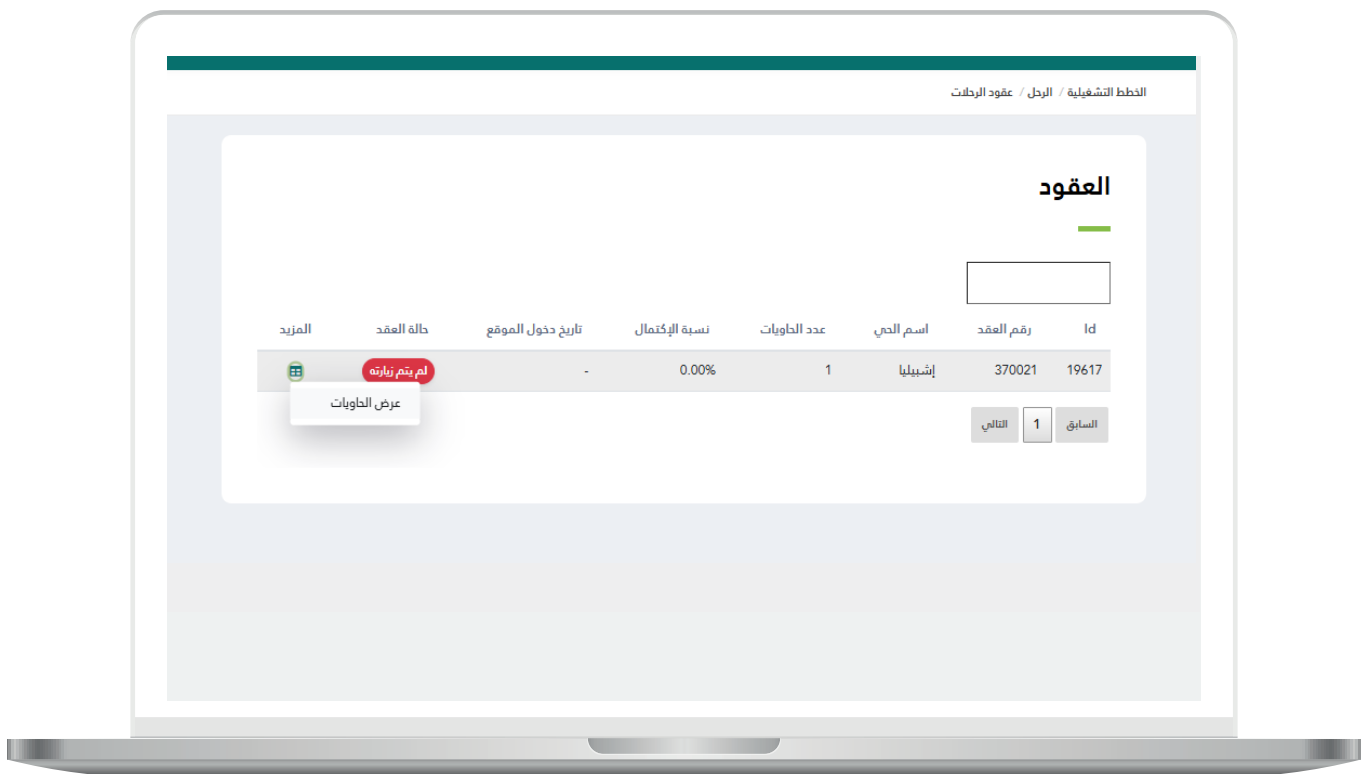 الخطط التشغيلية / الرحل / عقود الرحلات
العقود
Id رقم العقد اسم الحي عدد الحاويات نسبة الإكتمال تاريخ دخول الموقع حالة العقد المزيد
19617 370021 إشبيليا 1 0.00% - لم يتم زيارته
عرض الحاويات
السابق 1 التالي